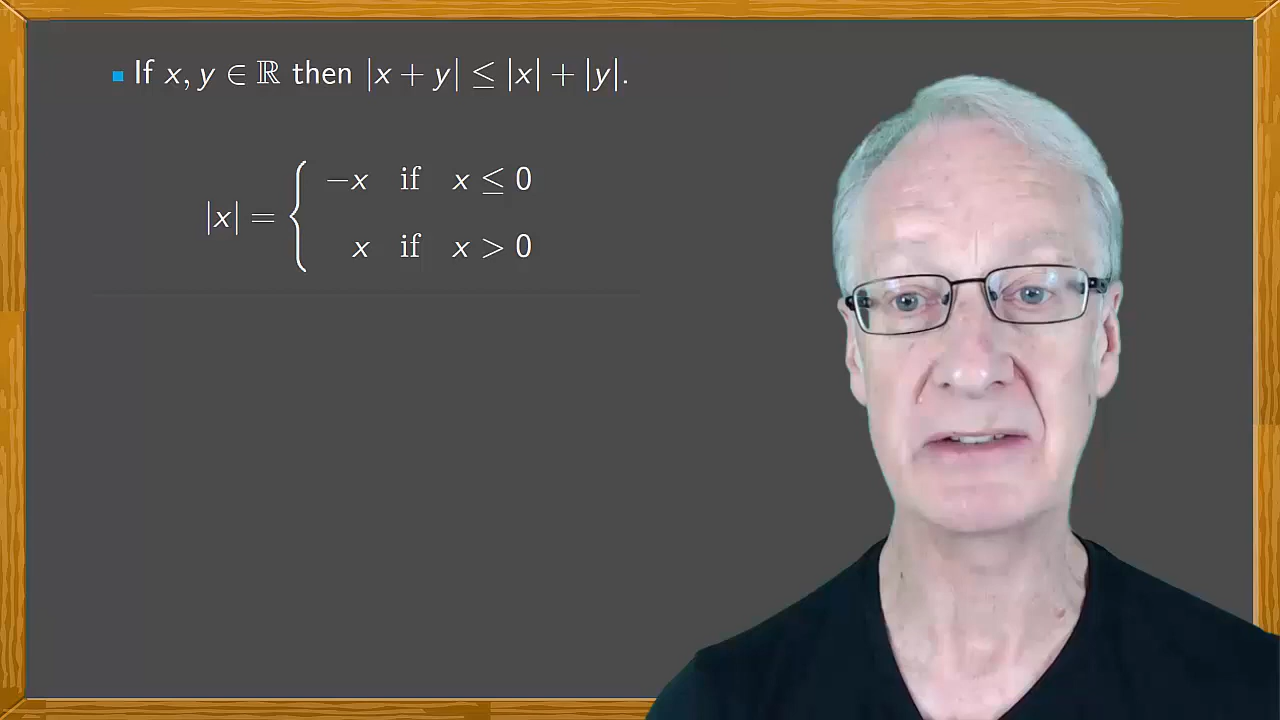 If x, y ∈ ℝ then |x + y| ≤ |x| + |y|.
−x if x ≤ 0
|x| = {
x if x > 0